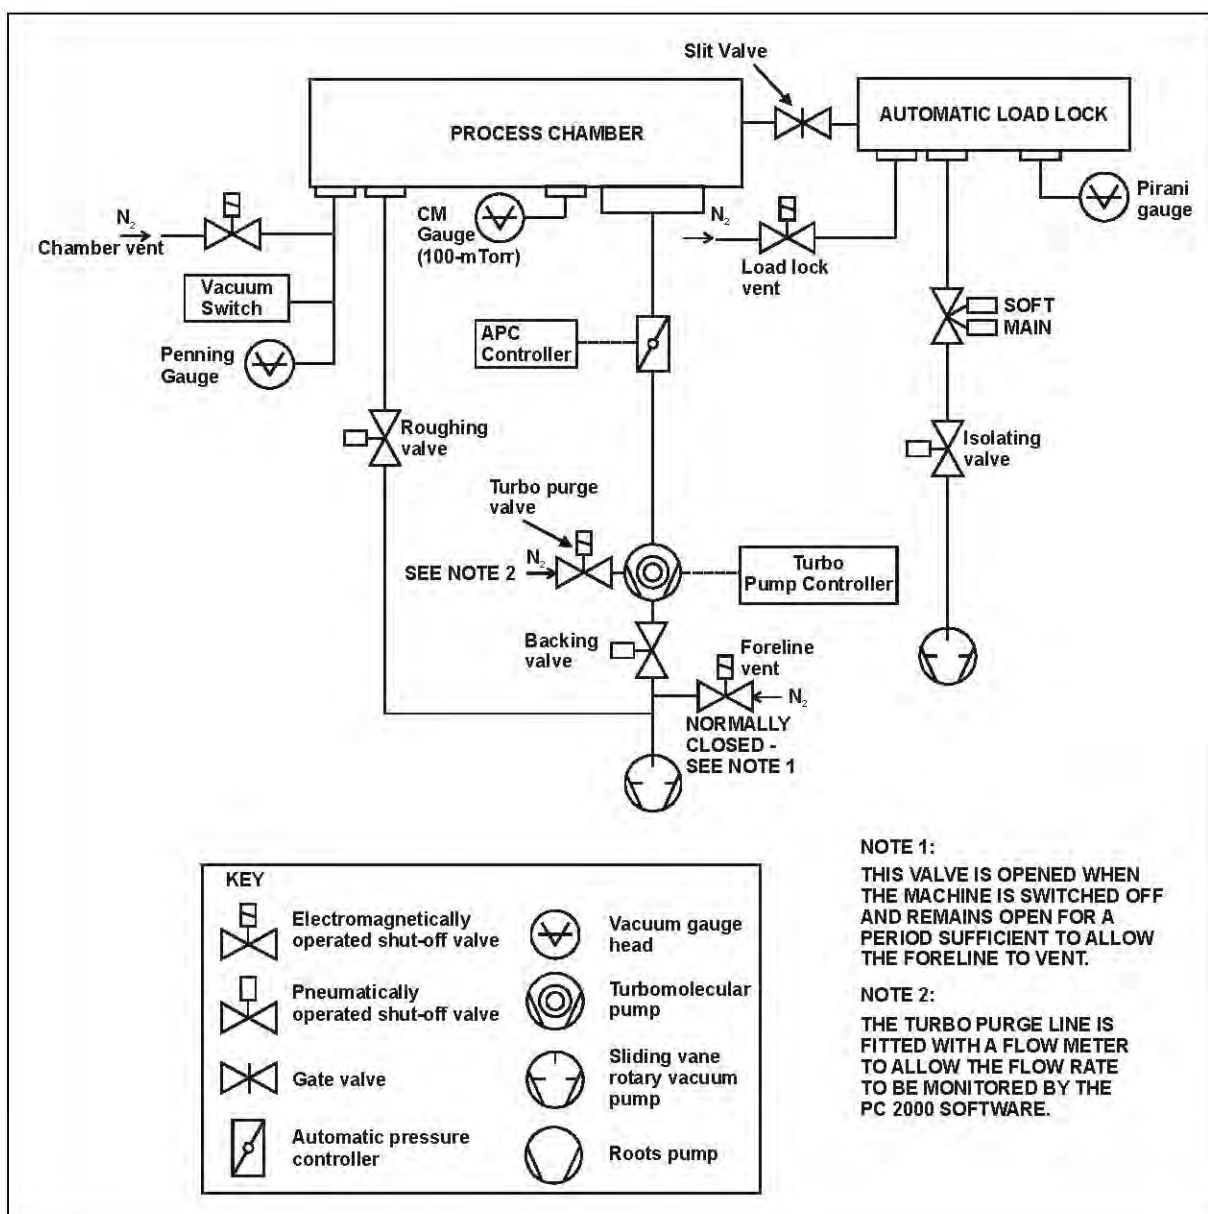 Slit Valve
PROCESS CHAMBER
AUTOMATIC LOAD LOCK
N2
Chamber vent
CM
Gauge
(100-mTorr)
N2
Load lock
vent
Pirani
gauge
Vacuum
Switch
Penning
Gauge
APC
Controller
SOFT
MAIN
Roughing
valve
Isolating
valve
Turbo purge
valve
SEE NOTE 2
N2
Turbo
Pump Controller
Backing
valve
Foreline
vent
N2
NORMALLY
CLOSED -
SEE NOTE 1
KEY
Electromagnetically
operated shut-off valve
Pneumatically
operated shut-off valve
Gate valve
Automatic pressure
controller
Vacuum gauge
head
Turbomolecular
pump
Sliding vane
rotary vacuum
pump
Roots pump
NOTE 1:
THIS VALVE IS OPENED WHEN
THE MACHINE IS SWITCHED OFF
AND REMAINS OPEN FOR A
PERIOD SUFFICIENT TO ALLOW
THE FORELINE TO VENT.
NOTE 2:
THE TURBO PURGE LINE IS
FITTED WITH A FLOW METER
TO ALLOW THE FLOW RATE
TO BE MONITORED BY THE
PC 2000 SOFTWARE.